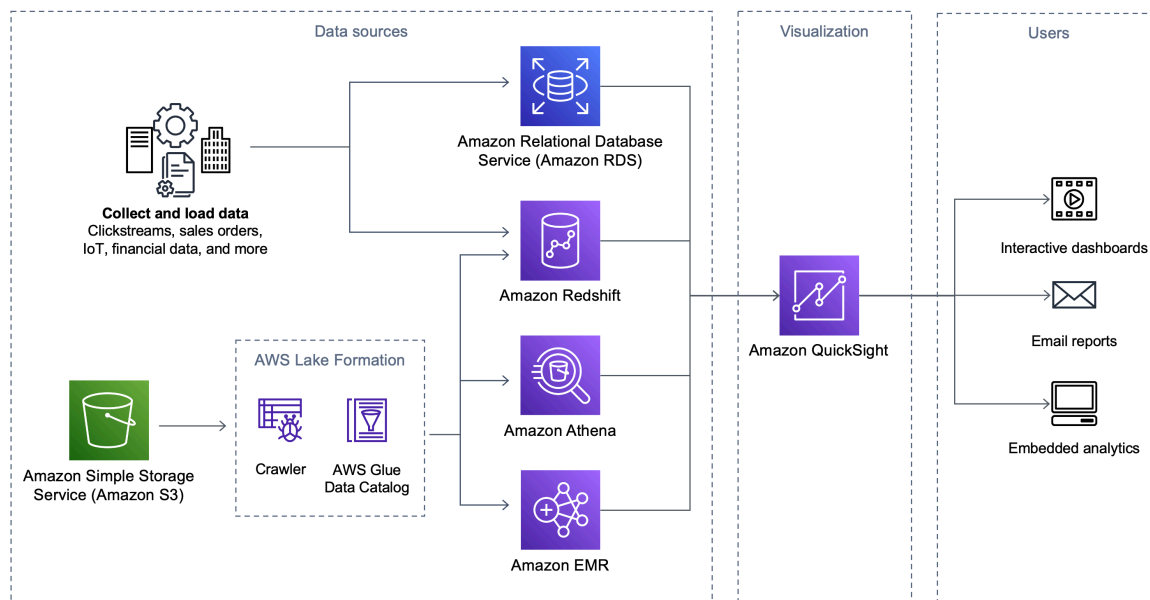 Data sources
Visualization
Users
Amazon Relational Database
Service (Amazon RDS)
Collect and load data
Clickstreams, sales orders,
IoT, financial data, and more
Amazon Redshift
Interactive dashboards
Email reports
Amazon QuickSight
AWS Lake Formation
Amazon Athena
Embedded analytics
Crawler
AWS Glue
Data Catalog
Amazon Simple Storage
Service (Amazon S3)
Amazon EMR